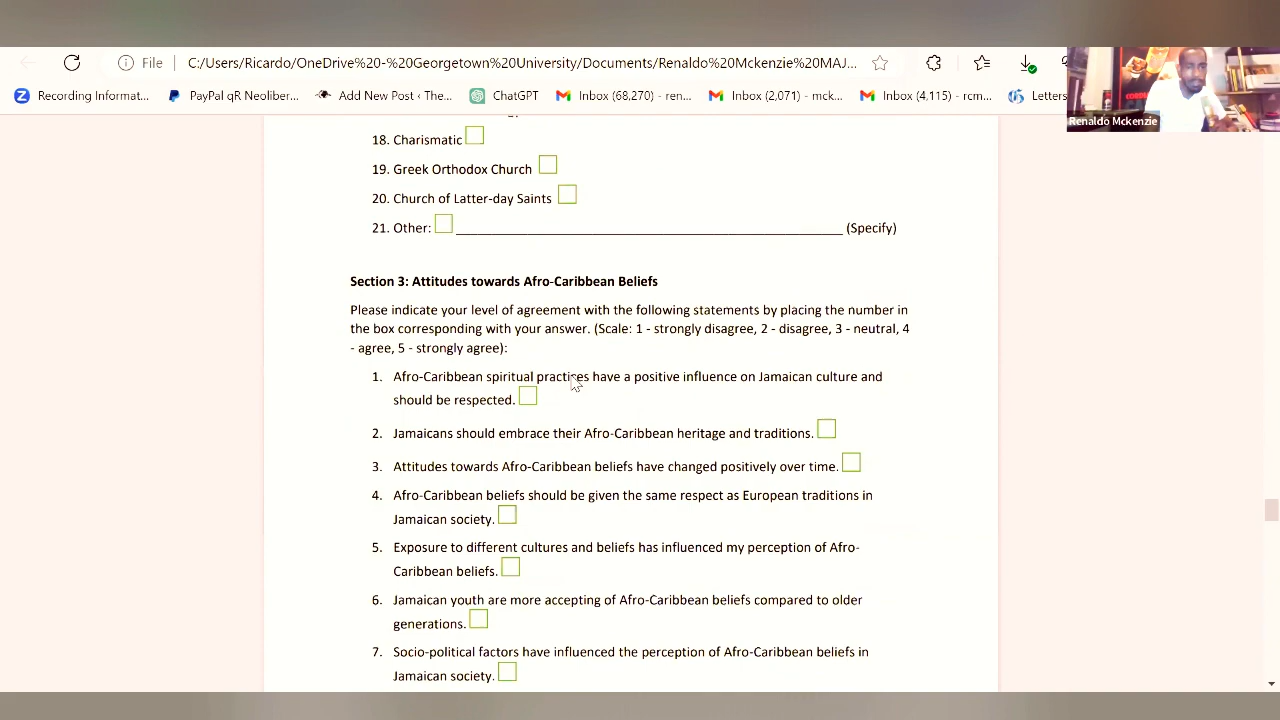 File
C:/Users/Ricardo/OneDrive%20-%20Georgetown%20University/Documents/Renaldo%20Mckenzie%20MAJ...
Recording Informat...
PayPal qR Neoliber...
Add New Post ‹ The...
ChatGPT
Inbox (68,270) - ren...
Inbox (2,071) - mck...
Inbox (4,115) - rcm...
Letters
Renaldo Mckenzie
18. Charismatic
19. Greek Orthodox Church
20. Church of Latter-day Saints
21. Other: ______ (Specify)
Section 3: Attitudes towards Afro-Caribbean Beliefs
Please indicate your level of agreement with the following statements by placing the number in
the box corresponding with your answer. (Scale: 1 - strongly disagree, 2 - disagree, 3 - neutral, 4
- agree, 5 - strongly agree):
1. Afro-Caribbean spiritual practices have a positive influence on Jamaican culture and
should be respected.
2. Jamaicans should embrace their Afro-Caribbean heritage and traditions.
3. Attitudes towards Afro-Caribbean beliefs have changed positively over time.
4. Afro-Caribbean beliefs should be given the same respect as European traditions in
Jamaican society.
5. Exposure to different cultures and beliefs has influenced my perception of Afro-
Caribbean beliefs.
6. Jamaican youth are more accepting of Afro-Caribbean beliefs compared to older
generations.
7. Socio-political factors have influenced the perception of Afro-Caribbean beliefs in
Jamaican society.